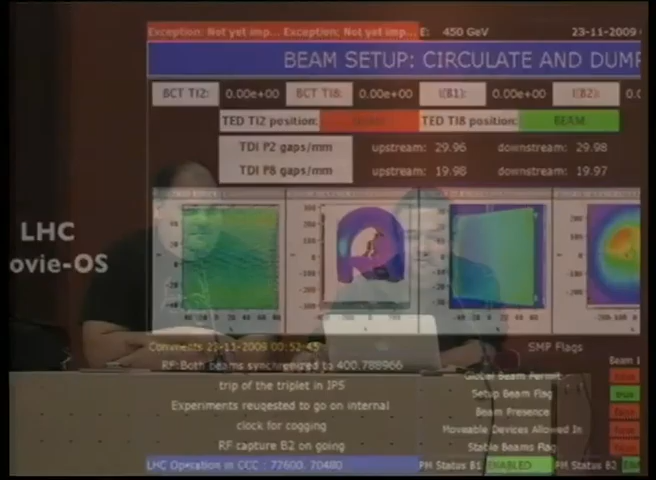 Exception: Not yet imp... Exception; Not yet imp... E: 450 GeV 23-11-2009
BEAM SETUP: CIRCULATE AND DUMP
BCT TI2: 0.00e+00 BCT TI8: 0.00e+00 I(B1): 0.00e+00 I(B2):
TED TI2 position: TED TI8 position: BEAM
TDI P2 gaps/mm upstream: 29.96 downstream: 29.98
TDI P8 gaps/mm upstream: 19.98 downstream: 19.97
LHC
ovie-OS
Comments 23-11-2009 00:52:45 SMP Flags
RF:Both beams synchronized to 400.788966
trip of the triplet in IP5
Experiments reuqested to go on internal
clock for cogging
RF capture B2 on going
Global Beam Permit
Setup Beam Flag true
Beam Presence
Moveable Devices Allowed In
Stable Beams Flag
LHC Operation in CCC : 77600, 70480 PM Status B1 ENABLED PM Status B2